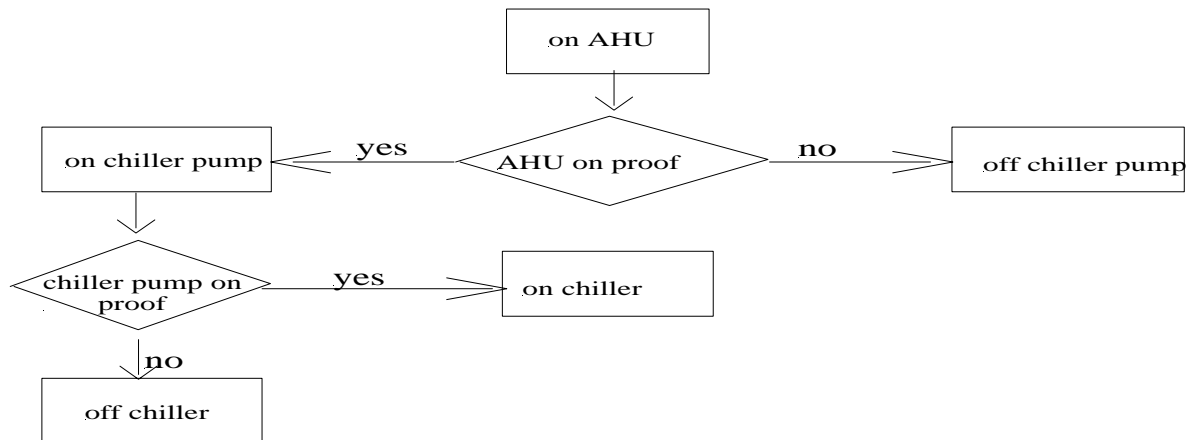 on AHU
yes
no
on chiller pump
AHU on proof
off chiller pump
chiller pump on
proof
yes
on chiller
no
off chiller